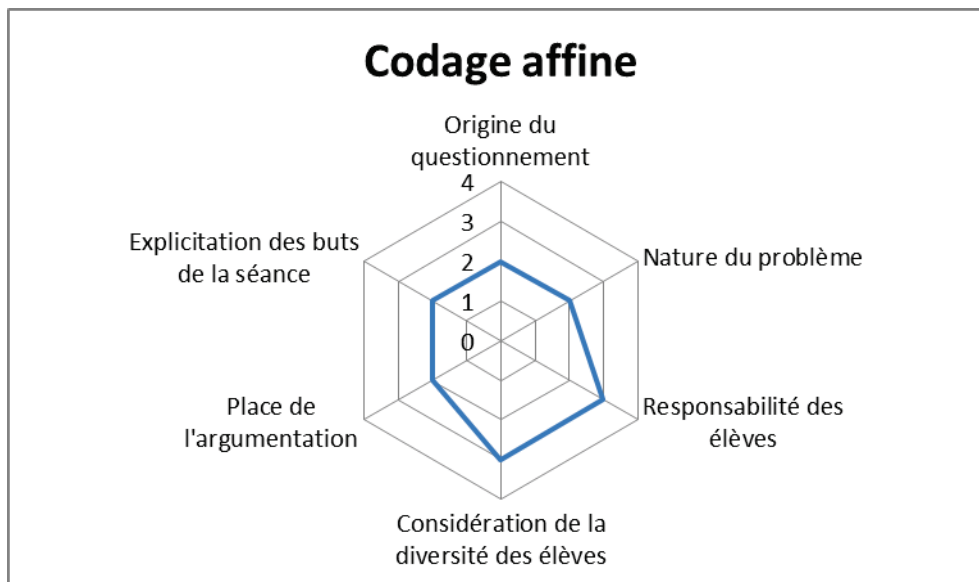 Codage affine
Origine du
questionnement
4
3
2
1
0
Explicitation des buts
de la séance
Nature du problème
Place de
l'argumentation
Responsabilité des
élèves
Considération de la
diversité des élèves